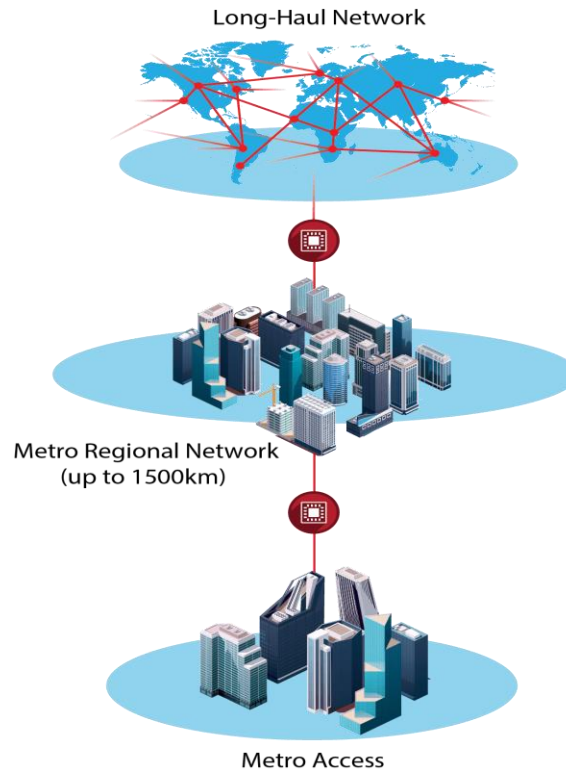 Long-Haul Network
Metro Regional Network
(up to 1500km)
Metro Access